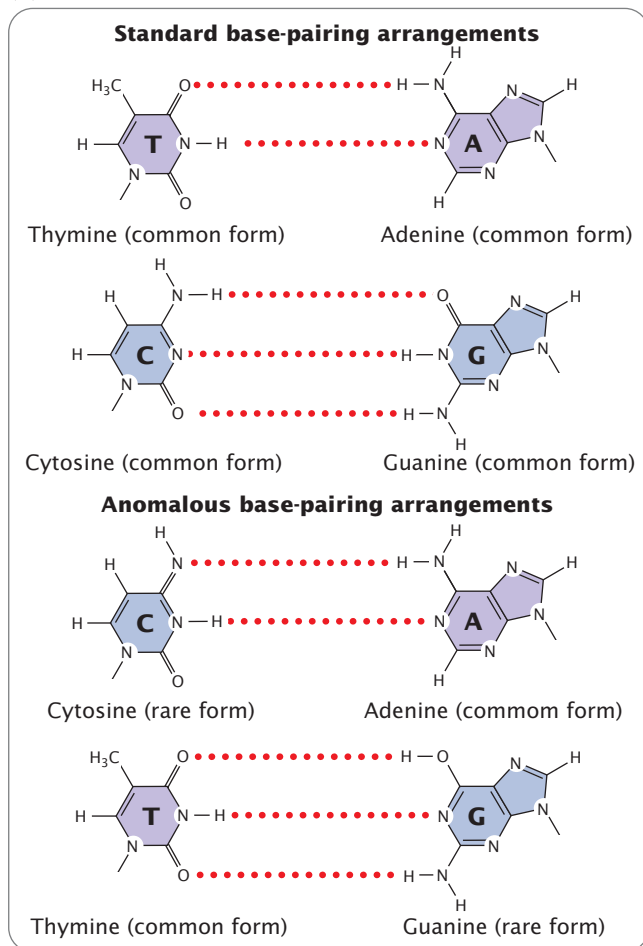 Standard base-pairing arrangements
H
H₃C O H N N H
H T N H N A N
N N
O H
Thymine (common form) Adenine (common form)
H
H N H O N H
H C N H N G N
N N
O H N
H
Cytosine (common form) Guanine (common form)
Anomalous base-pairing arrangements
H
H N H N N H
H C N H N A N
N N
O H
Cytosine (rare form) Adenine (commom form)
H₃C O H O N H
H T N H N G N
N N
O H N
H
Thymine (common form) Guanine (rare form)